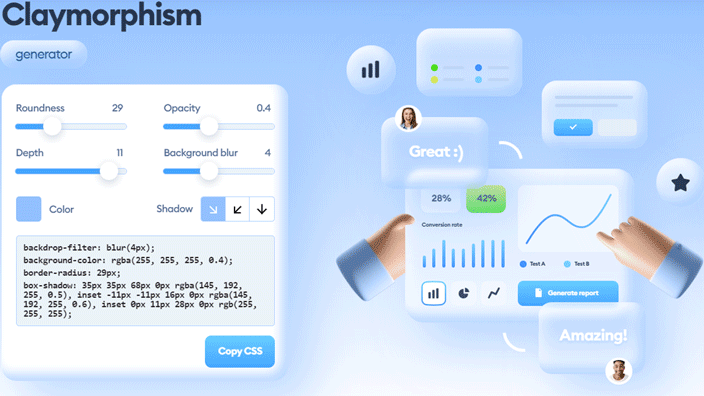 Claymorphism
generator
Roundness 29
Opacity 0.4
Depth 11
Background blur 4
Color
Shadow
backdrop-filter: blur(4px);
background-color: rgba(255, 255, 255, 0.4);
border-radius: 29px;
box-shadow: 35px 35px 68px 0px rgba(145, 192,
255, 0.5), inset -11px -11px 16px 0px rgba(145,
192, 255, 0.6), inset 0px 11px 28px 0px rgb(255,
255, 255);
Copy CSS
Great :)
28%
42%
Conversion rate
Test A
Test B
Generate report
Amazing!